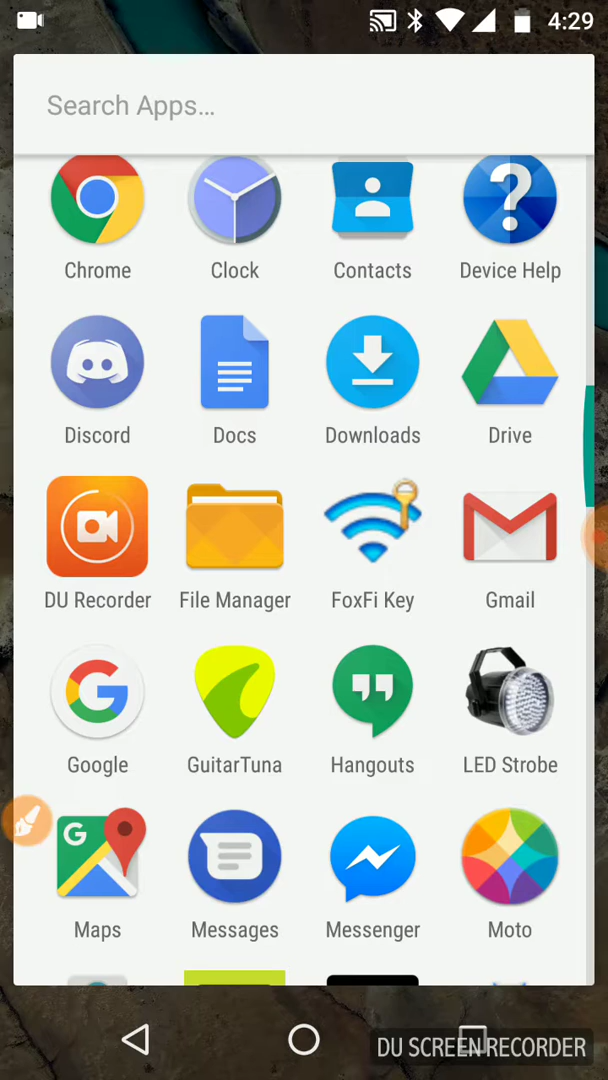 4:29
Search Apps…
Chrome Clock Contacts Device Help
Discord Docs Downloads Drive
DU Recorder File Manager FoxFi Key Gmail
Google GuitarTuna Hangouts LED Strobe
G
Maps Messages Messenger Moto
DU SCREEN RECORDER